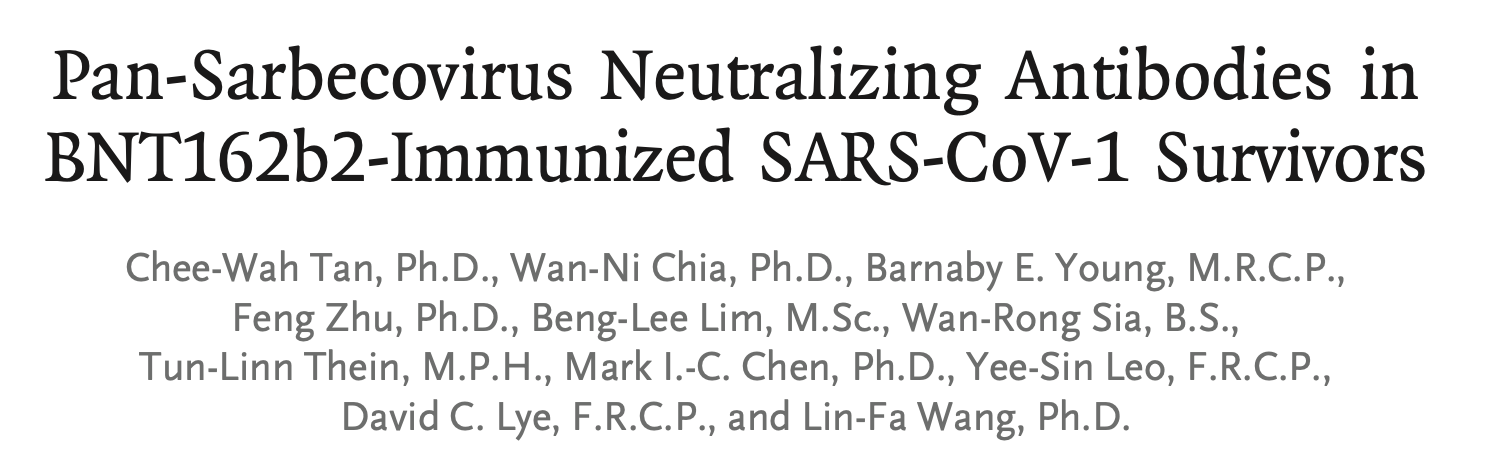 Pan-Sarbecovirus Neutralizing Antibodies in
BNT162b2-Immunized SARS-CoV-1 Survivors
Chee-Wah Tan, Ph.D., Wan-Ni Chia, Ph.D., Barnaby E. Young, M.R.C.P.,
Feng Zhu, Ph.D., Beng-Lee Lim, M.Sc., Wan-Rong Sia, B.S.,
Tun-Linn Thein, M.P.H., Mark I.-C. Chen, Ph.D., Yee-Sin Leo, F.R.C.P.,
David C. Lye, F.R.C.P., and Lin-Fa Wang, Ph.D.